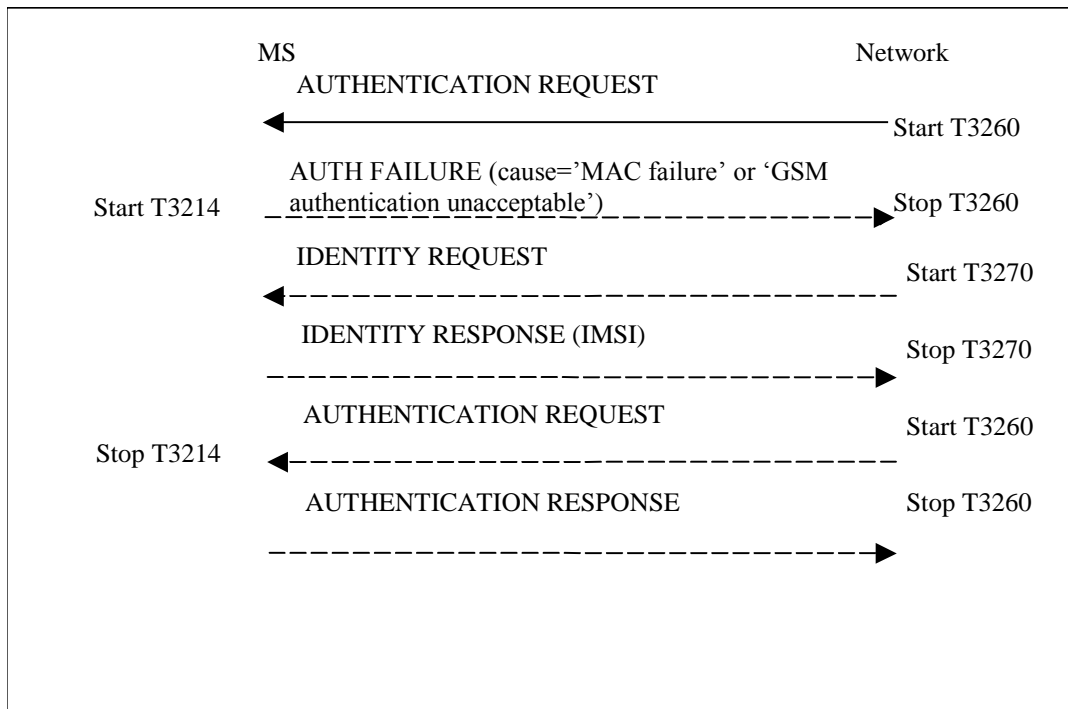 MS Network
AUTHENTICATION REQUEST
Start T3260
AUTH FAILURE (cause=’MAC failure’ or ‘GSM
authentication unacceptable’)
Start T3214
Stop T3260
IDENTITY REQUEST
Start T3270
IDENTITY RESPONSE (IMSI)
Stop T3270
AUTHENTICATION REQUEST
Start T3260
Stop T3214
AUTHENTICATION RESPONSE
Stop T3260